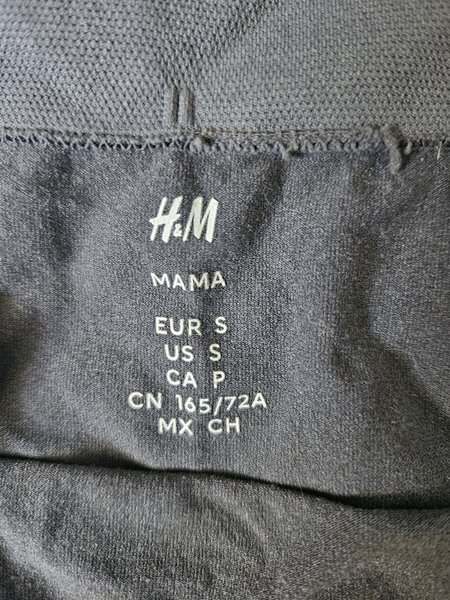 H&M
MAMA
EUR S
US S
CA P
CN 165/72A
MX CH